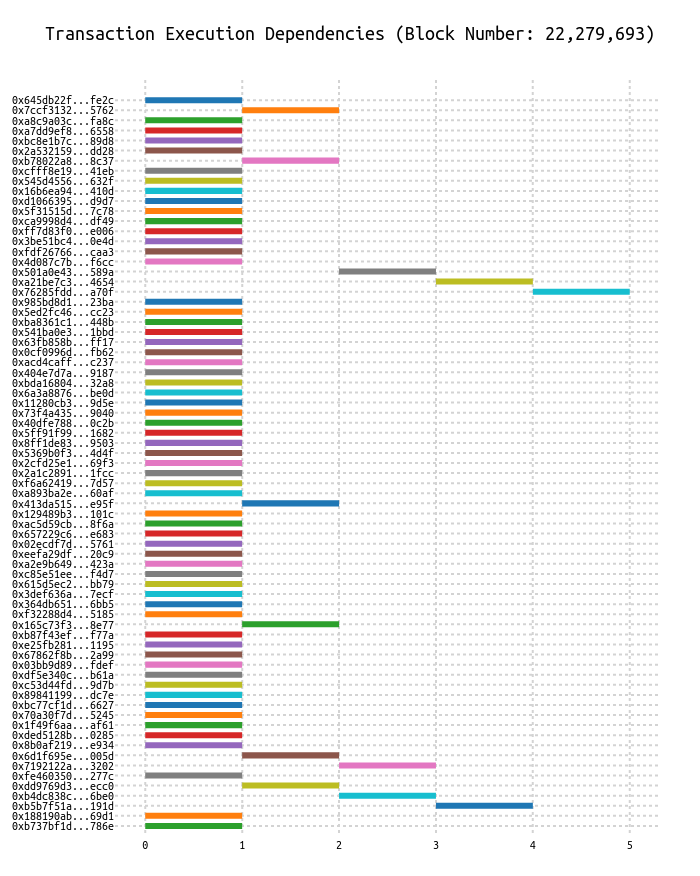 Transaction Execution Dependencies (Block Number: 22,279,693)
0x645db22f...fe2c
0x7ccf3132...5762
0xa8c9a03c...fa8c
0xa7dd9ef8...6558
0xbc8e1b7c...89d8
0x2a532159...dd28
0xb78022a8...8c37
0xcfff8e19...41eb
0x545d4556...632f
0x16b6ea94...410d
0xd1066395...d9d7
0x5f31515d...7c78
0xca9998d4...df49
0xff7d83f0...e006
0x3be51bc4...0e4d
0xfdf26766...caa3
0x4d087c7b...f6cc
0x501a0e43...589a
0xa21be7c3...4654
0x76285fdd...a70f
0x985bd8d1...23ba
0x5ed2fc46...cc23
0xba8361c1...448b
0x541ba0e3...1bbd
0x63fb858b...ff17
0x0cf0996d...fb62
0xacd4caff...c237
0x404e7d7a...9187
0xbda16804...32a8
0x6a3a8876...be0d
0x11280cb3...9d5e
0x73f4a435...9040
0x40dfe788...0c2b
0x5ff91f99...1682
0x8ff1de83...9503
0x5369b0f3...4d4f
0x2cfd25e1...69f3
0x2a1c2891...1fcc
0xf6a62419...7d57
0xa893ba2e...60af
0x413da515...e95f
0x129489b3...101c
0xac5d59cb...8f6a
0x657229c6...e683
0x02ecdf7d...5761
0xeefa29df...20c9
0xa2e9b649...423a
0xc85e51ee...f4d7
0x615d5ec2...bb79
0x3def636a...7ecf
0x364db651...6bb5
0xf32288d4...5185
0x165c73f3...8e77
0xb87f43ef...f77a
0xe25fb281...1195
0x67862f8b...2a99
0x03bb9d89...fdef
0xdf5e340c...b61a
0xc53d44fd...9d7b
0x89841199...dc7e
0xbc77cf1d...6627
0x70a30f7d...5245
0x1f49f6aa...af61
0xded5128b...0285
0x8b0af219...e934
0x6d1f695e...005d
0x7192122a...3202
0xfe460350...277c
0xdd9769d3...ecc0
0xb4dc838c...6be0
0xb5b7f51a...191d
0x188190ab...69d1
0xb737bf1d...786e
0 1 2 3 4 5